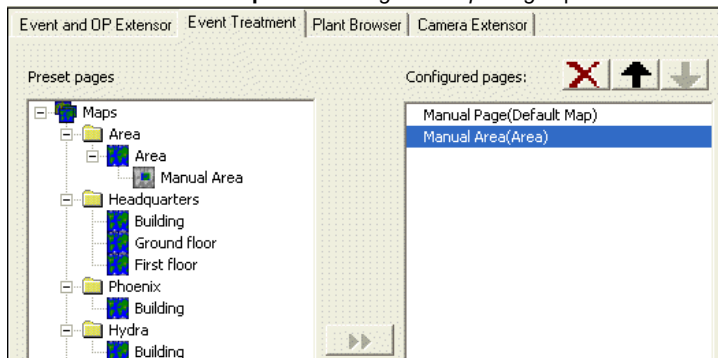 Event and OP Extensor Event Treatment Plant Browser Camera Extensor
Preset pages
Configured pages:
Maps
Area
Area
Manual Area
Headquarters
Building
Ground floor
First floor
Phoenix
Building
Hydra
Building
Manual Page(Default Map)
Manual Area(Area)